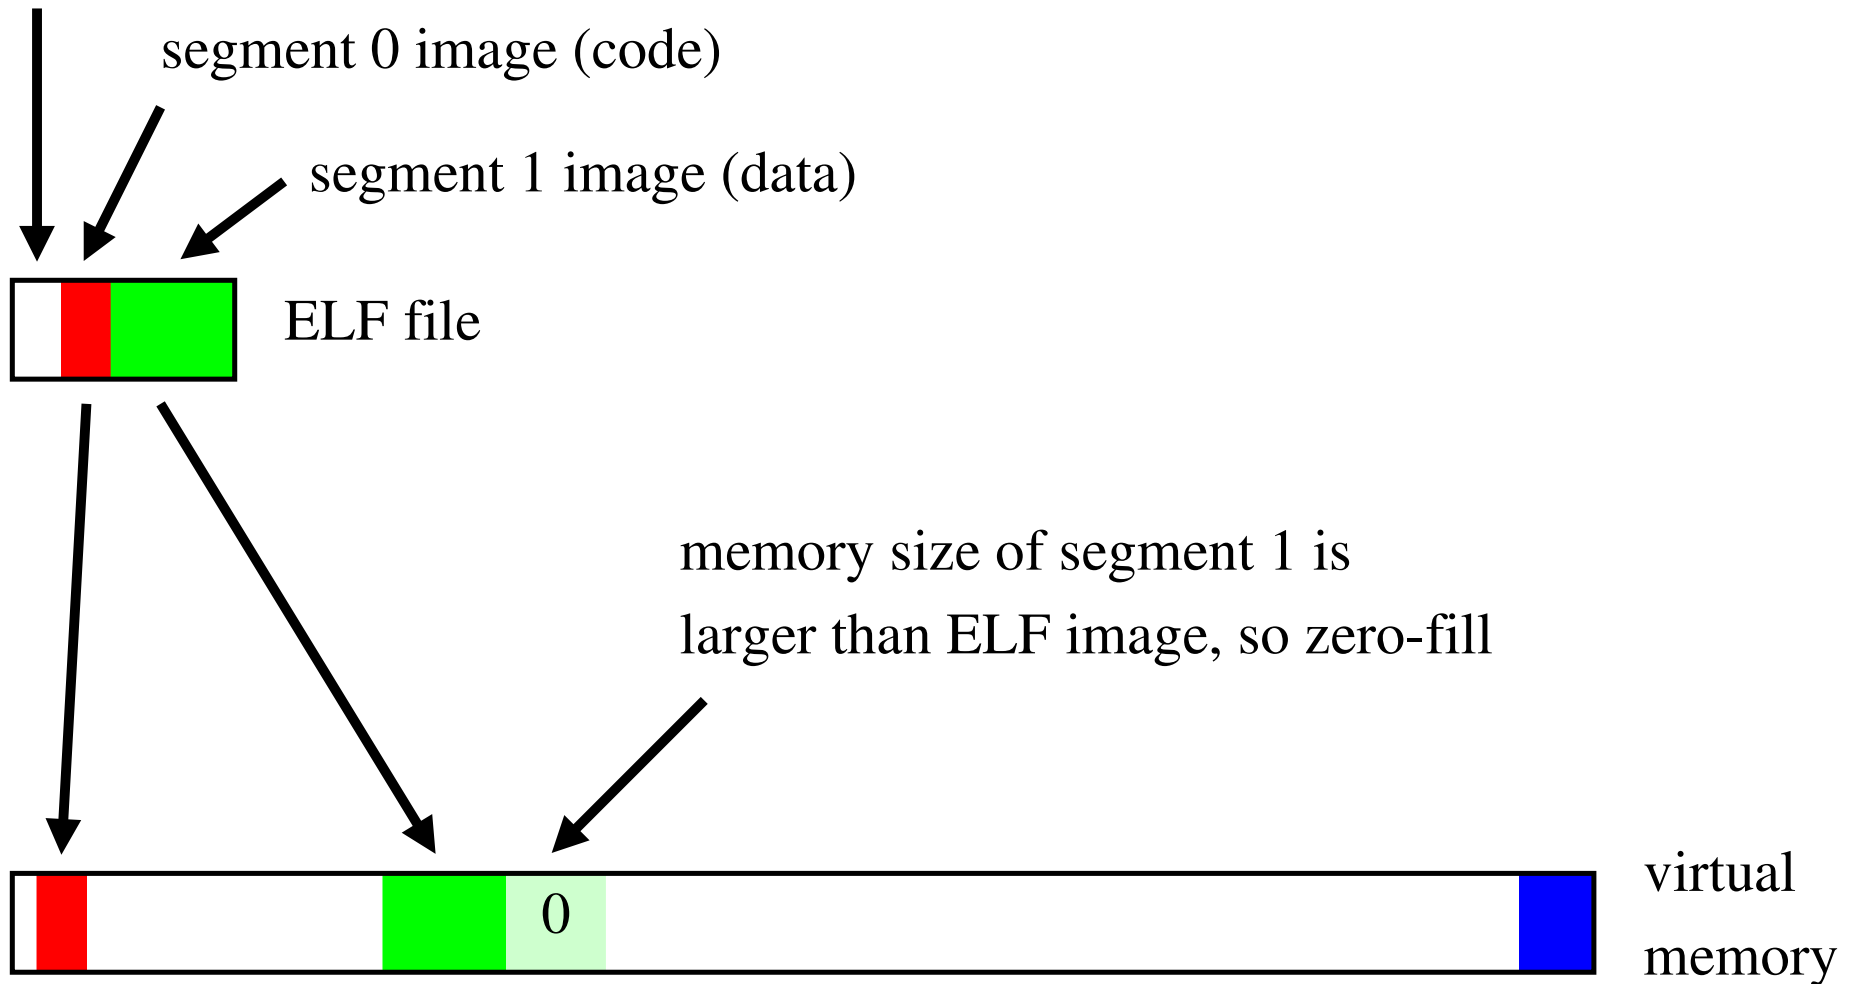 segment 0 image (code)
segment 1 image (data)
ELF file
memory size of segment 1 is
larger than ELF image, so zero-fill
0
virtual
memory